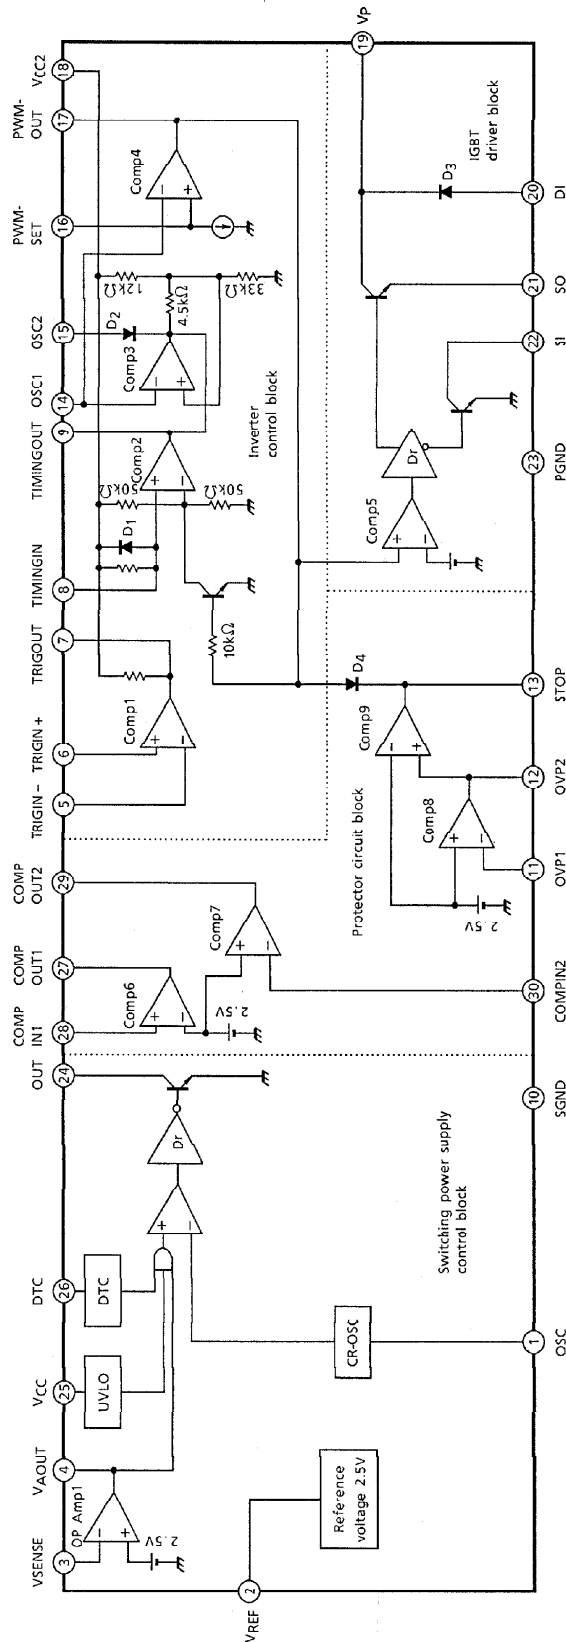 VSENSE
3
VAOUT
4
VCC
25
DTC
26
OUT
24
COMP
IN1
28
COMP
OUT1
27
COMP
OUT2
29
TRIGIN−
5
TRIGIN+
6
TRIGOUT
7
TIMINGIN
8
TIMINGOUT
9
OSC1
14
OSC2
15
PWM-
SET
16
PWM-
OUT
17
VCC2
18
OP Amp1
−
+
2.5V
UVLO
DTC
+
−
Dr
VREF
2
Reference
voltage 2.5V
CR-OSC
Switching power supply
control block
Comp6
+
−
2.5V
Comp7
+
−
Comp1
+
−
D1
50kΩ
50kΩ
10kΩ
Comp2
+
−
D2
Comp3
−
+
12kΩ
4.5kΩ
33kΩ
Comp4
−
+
Inverter
control block
Protector circuit block
Comp9
−
+
D4
Comp8
+
−
2.5V
Comp5
+
−
Dr
D3
IGBT
driver block
VP
19
1
OSC
10
SGND
30
COMPIN2
11
OVP1
12
OVP2
13
STOP
23
PGND
22
SI
21
SO
20
DI